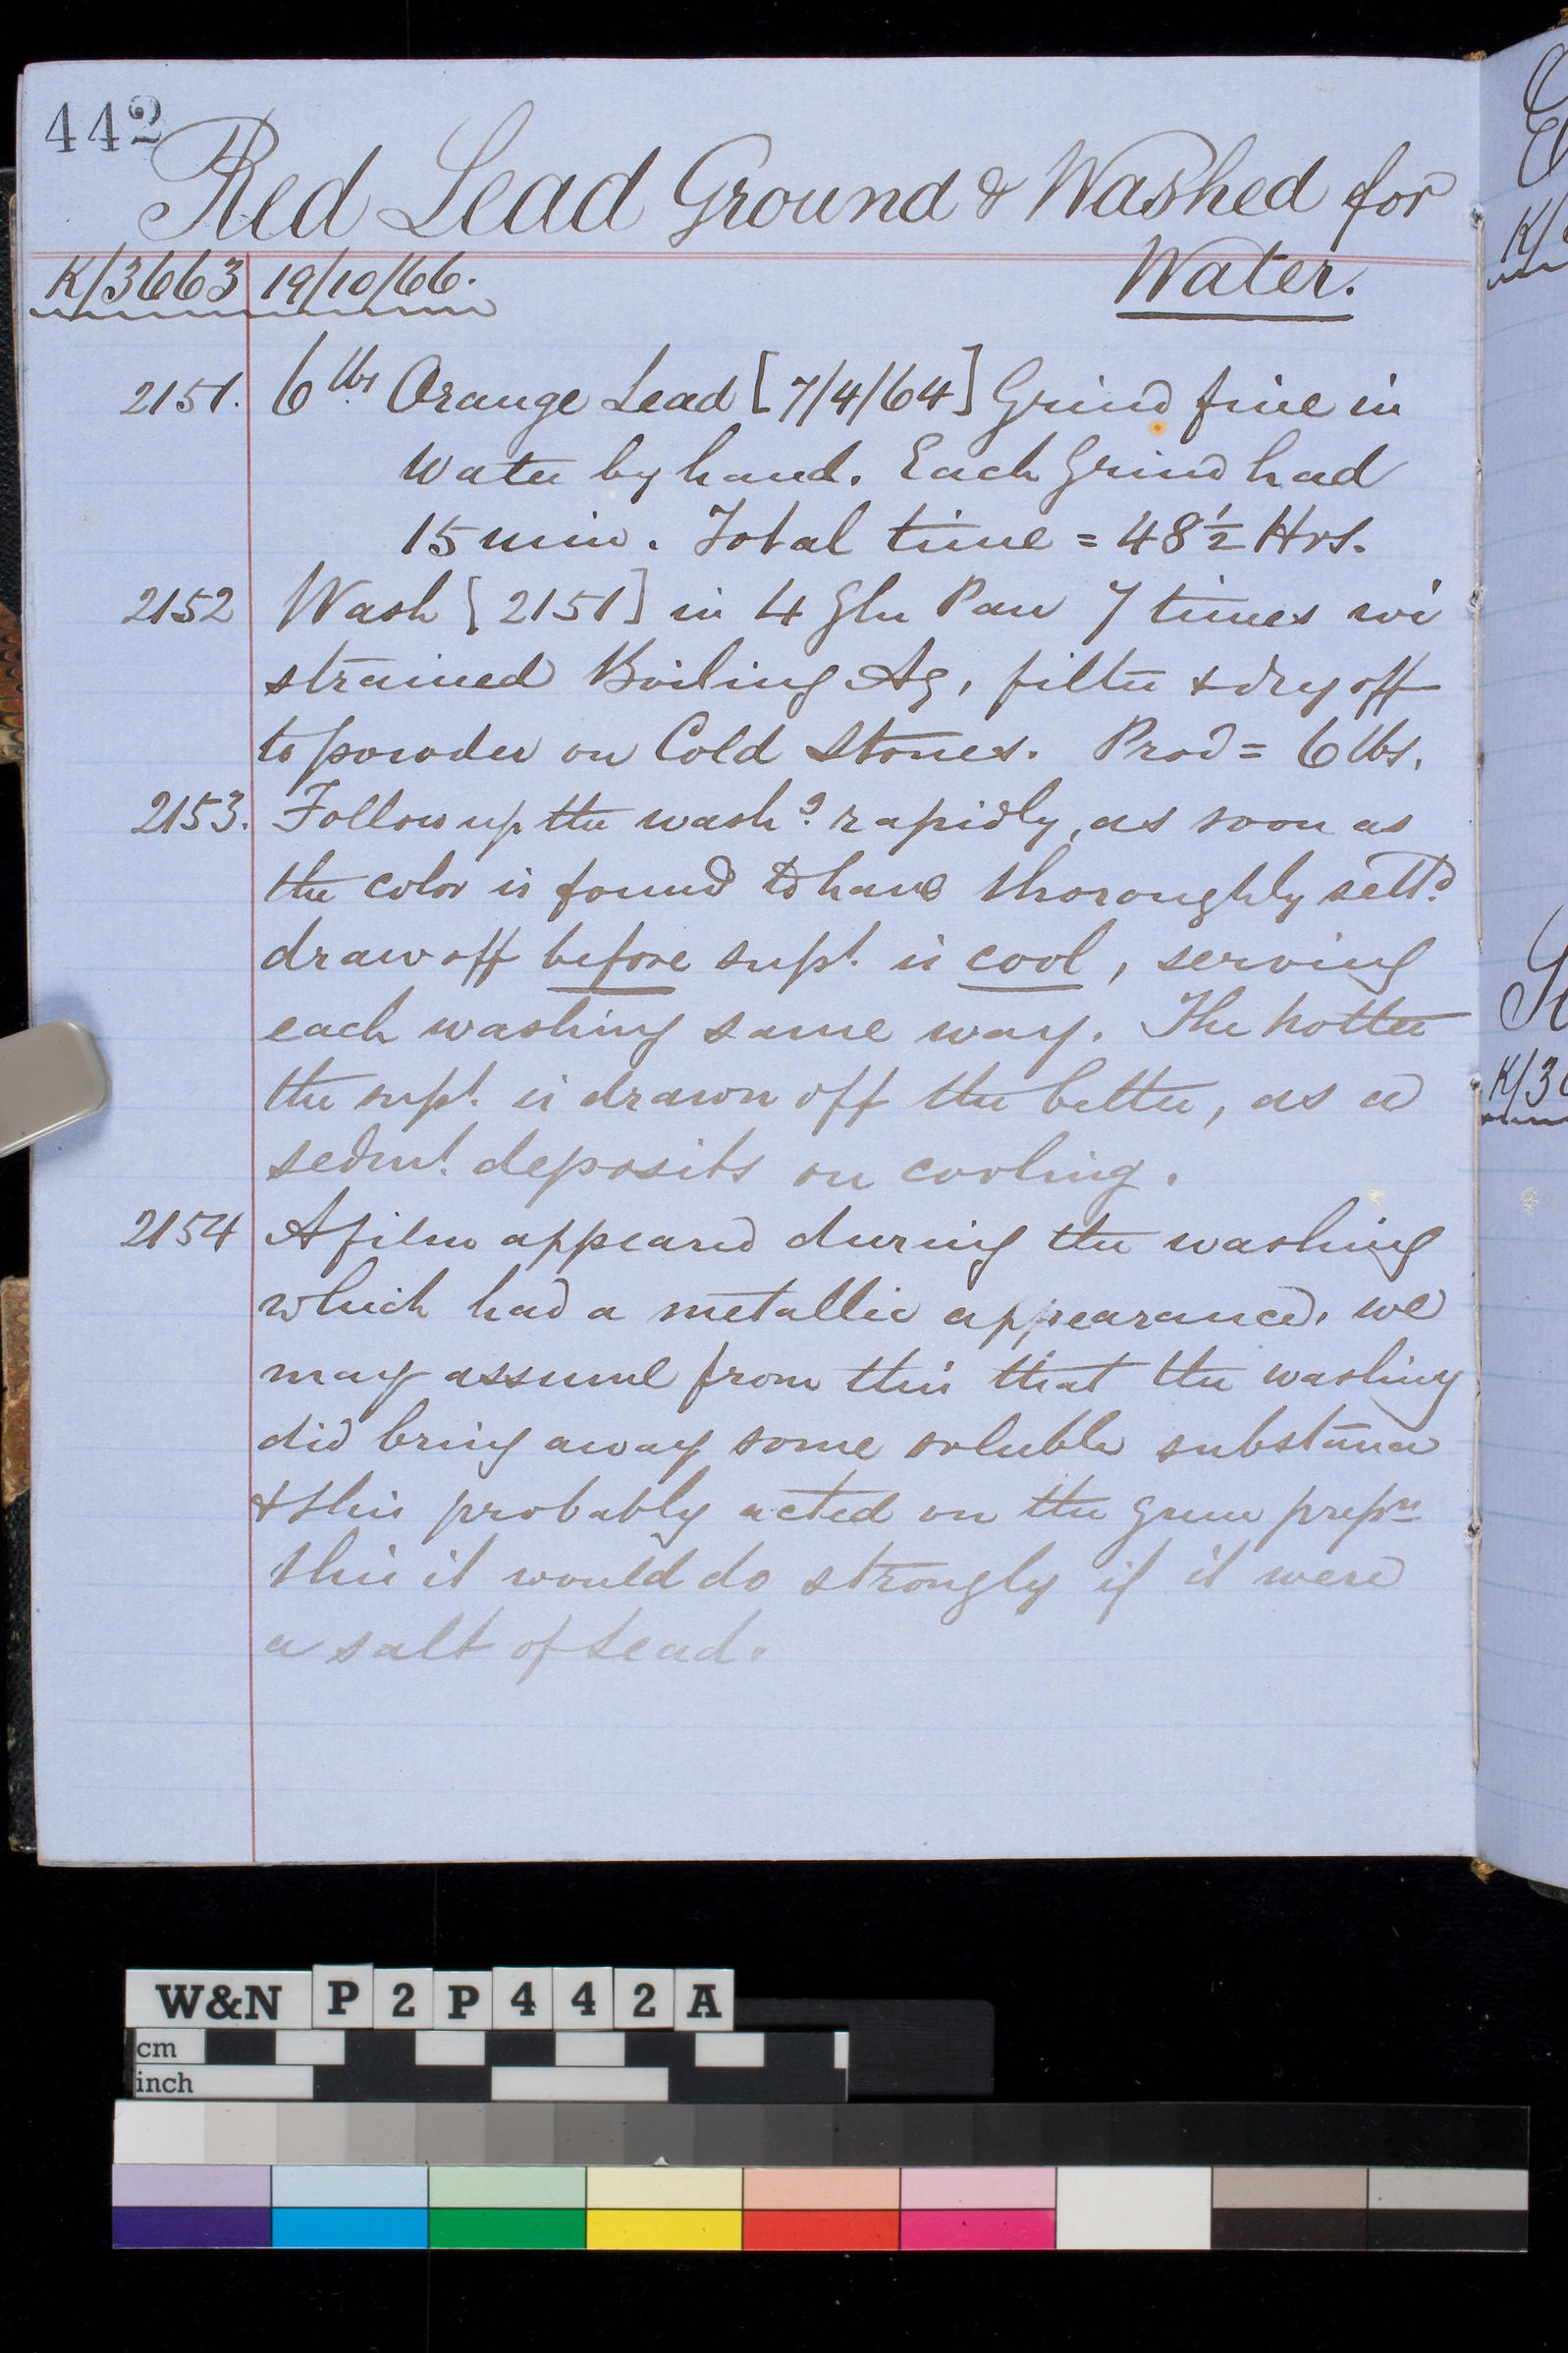 442
Red Lead Ground & Washed for
Water.
K/3663 19/10/66.
2151. 6 lbs Orange Lead [7/4/64] Grind fine in
Water by hand. Each Grind had
15 min. Total time = 48½ Hrs.
2152 Wash [2151] in 4 Gln Pan 7 times wi
strained Boiling Aq, filter & dry off
to powder on Cold Stones. Prod = 6 lbs.
2153. Follow up the washg rapidly, as soon as
the color is found to have thoroughly settd
draw off before supt. is cool, serving
each washing same way. The hotter
the supt. is drawn off the better, as a
sedmt. deposits on cooling.
2154 A film appeared during the washing
which had a metallic appearance, we
may assume from this that the washing
did bring away some soluble substance
& this probably acted on the gum prepn
this it would do strongly if it were
a salt of Lead.
K/3
W&N P2P442A
cm
inch